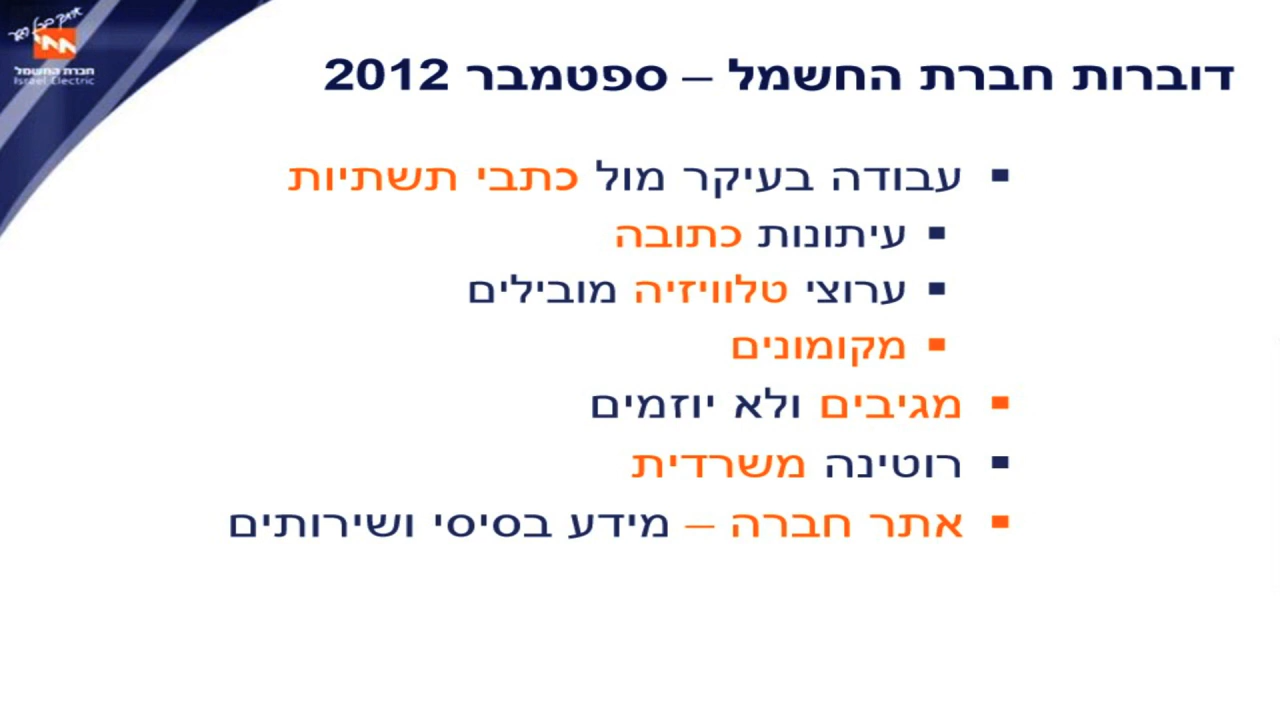 חברת החשמל
Israel Electric
דוברות חברת החשמל – ספטמבר 2012
▪ עבודה בעיקר מול כתבי תשתיות
▪ עיתונות כתובה
▪ ערוצי טלוויזיה מובילים
▪ מקומונים
▪ מגיבים ולא יוזמים
▪ רוטינה משרדית
▪ אתר חברה – מידע בסיסי ושירותים